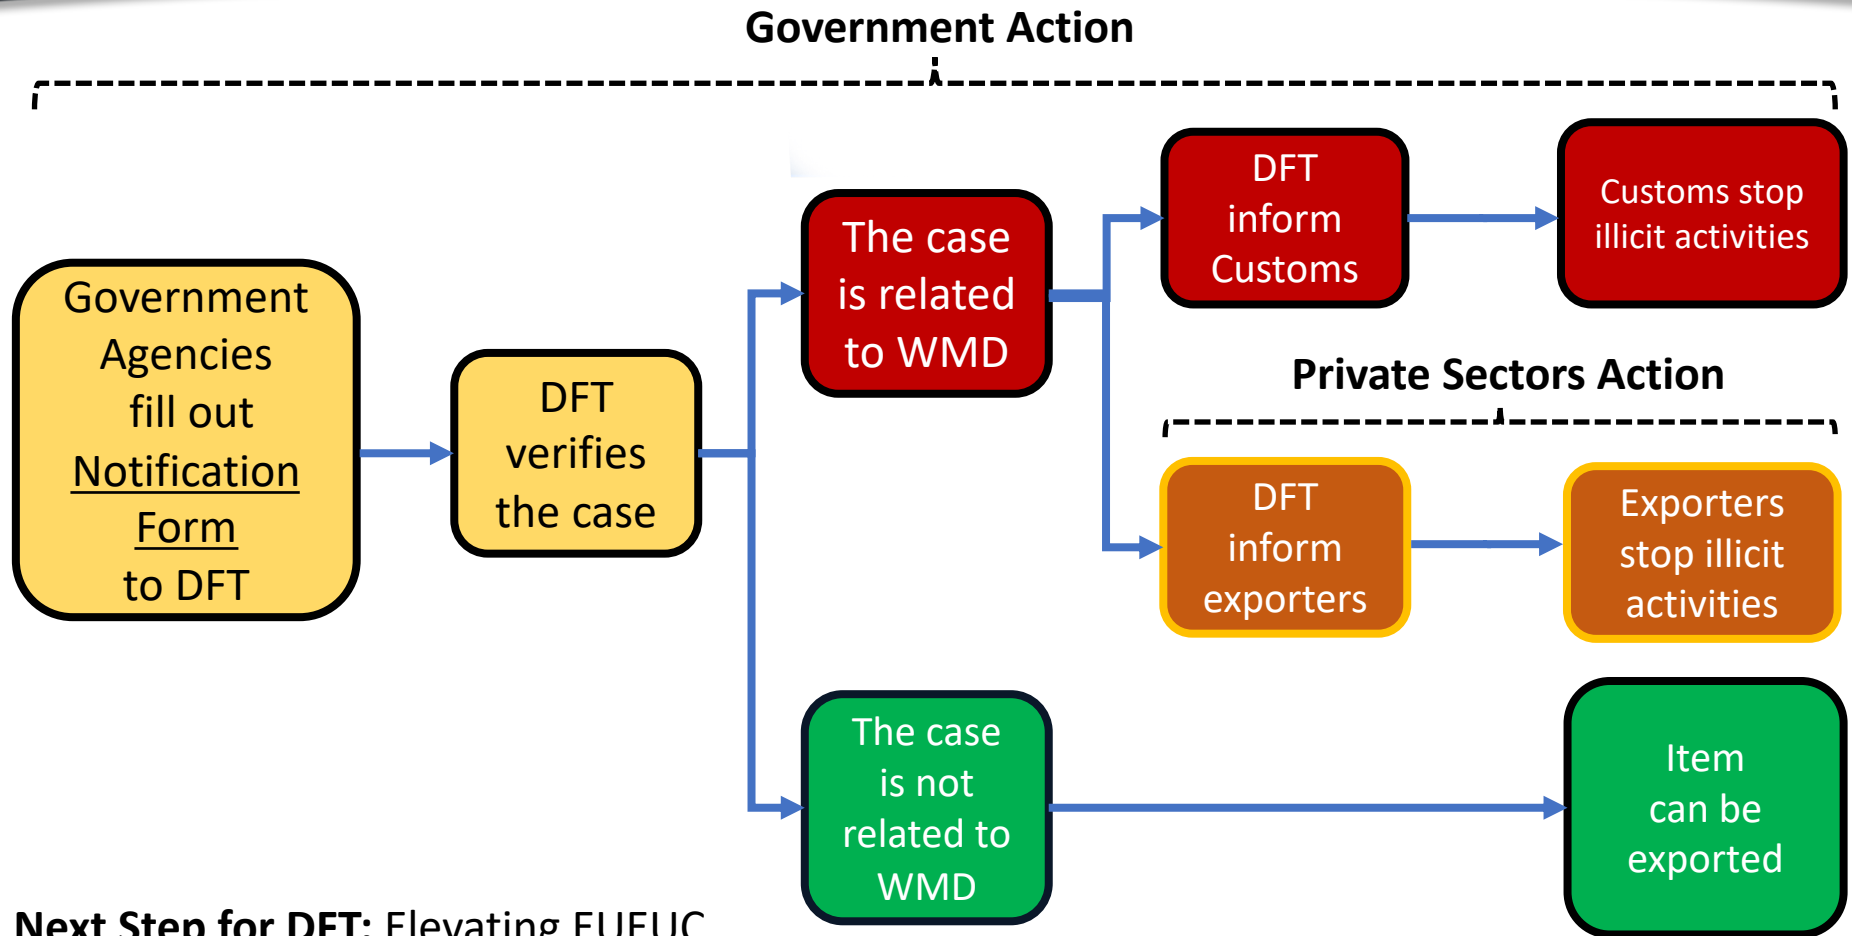 Government Action
Government
Agencies
fill out
Notification
Form
to DFT
DFT
verifies
the case
The case
is related
to WMD
DFT
inform
Customs
Customs stop
illicit activities
Private Sectors Action
DFT
inform
exporters
Exporters
stop illicit
activities
The case
is not
related to
WMD
Item
can be
exported
Next Step for DFT: Elevating EUEUC